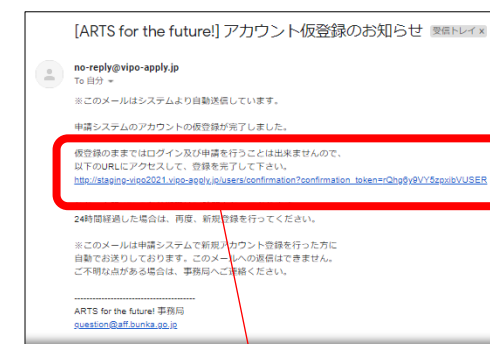 [ARTS for the future!] アカウント仮登録のお知らせ 受信トレイ x
no-reply@vipo-apply.jp
To 自分
※このメールはシステムより自動送信しています。
申請システムのアカウントの仮登録が完了しました。
仮登録のままではログイン及び申請を行うことは出来ませんので、
以下のURLにアクセスして、登録を完了して下さい。
http://staging-vipo2021.vipo-apply.jp/users/confirmation?confirmation_token=rQhg6y9VY5zpxibVUSER
24時間経過した場合は、再度、新規登録を行ってください。
※このメールは申請システムで新規アカウント登録を行った方に
自動でお送りしております。このメールへの返信はできません。
ご不明な点がある場合は、事務局へご連絡ください。
----------------------------------------
ARTS for the future! 事務局
question@aff.bunka.go.jp